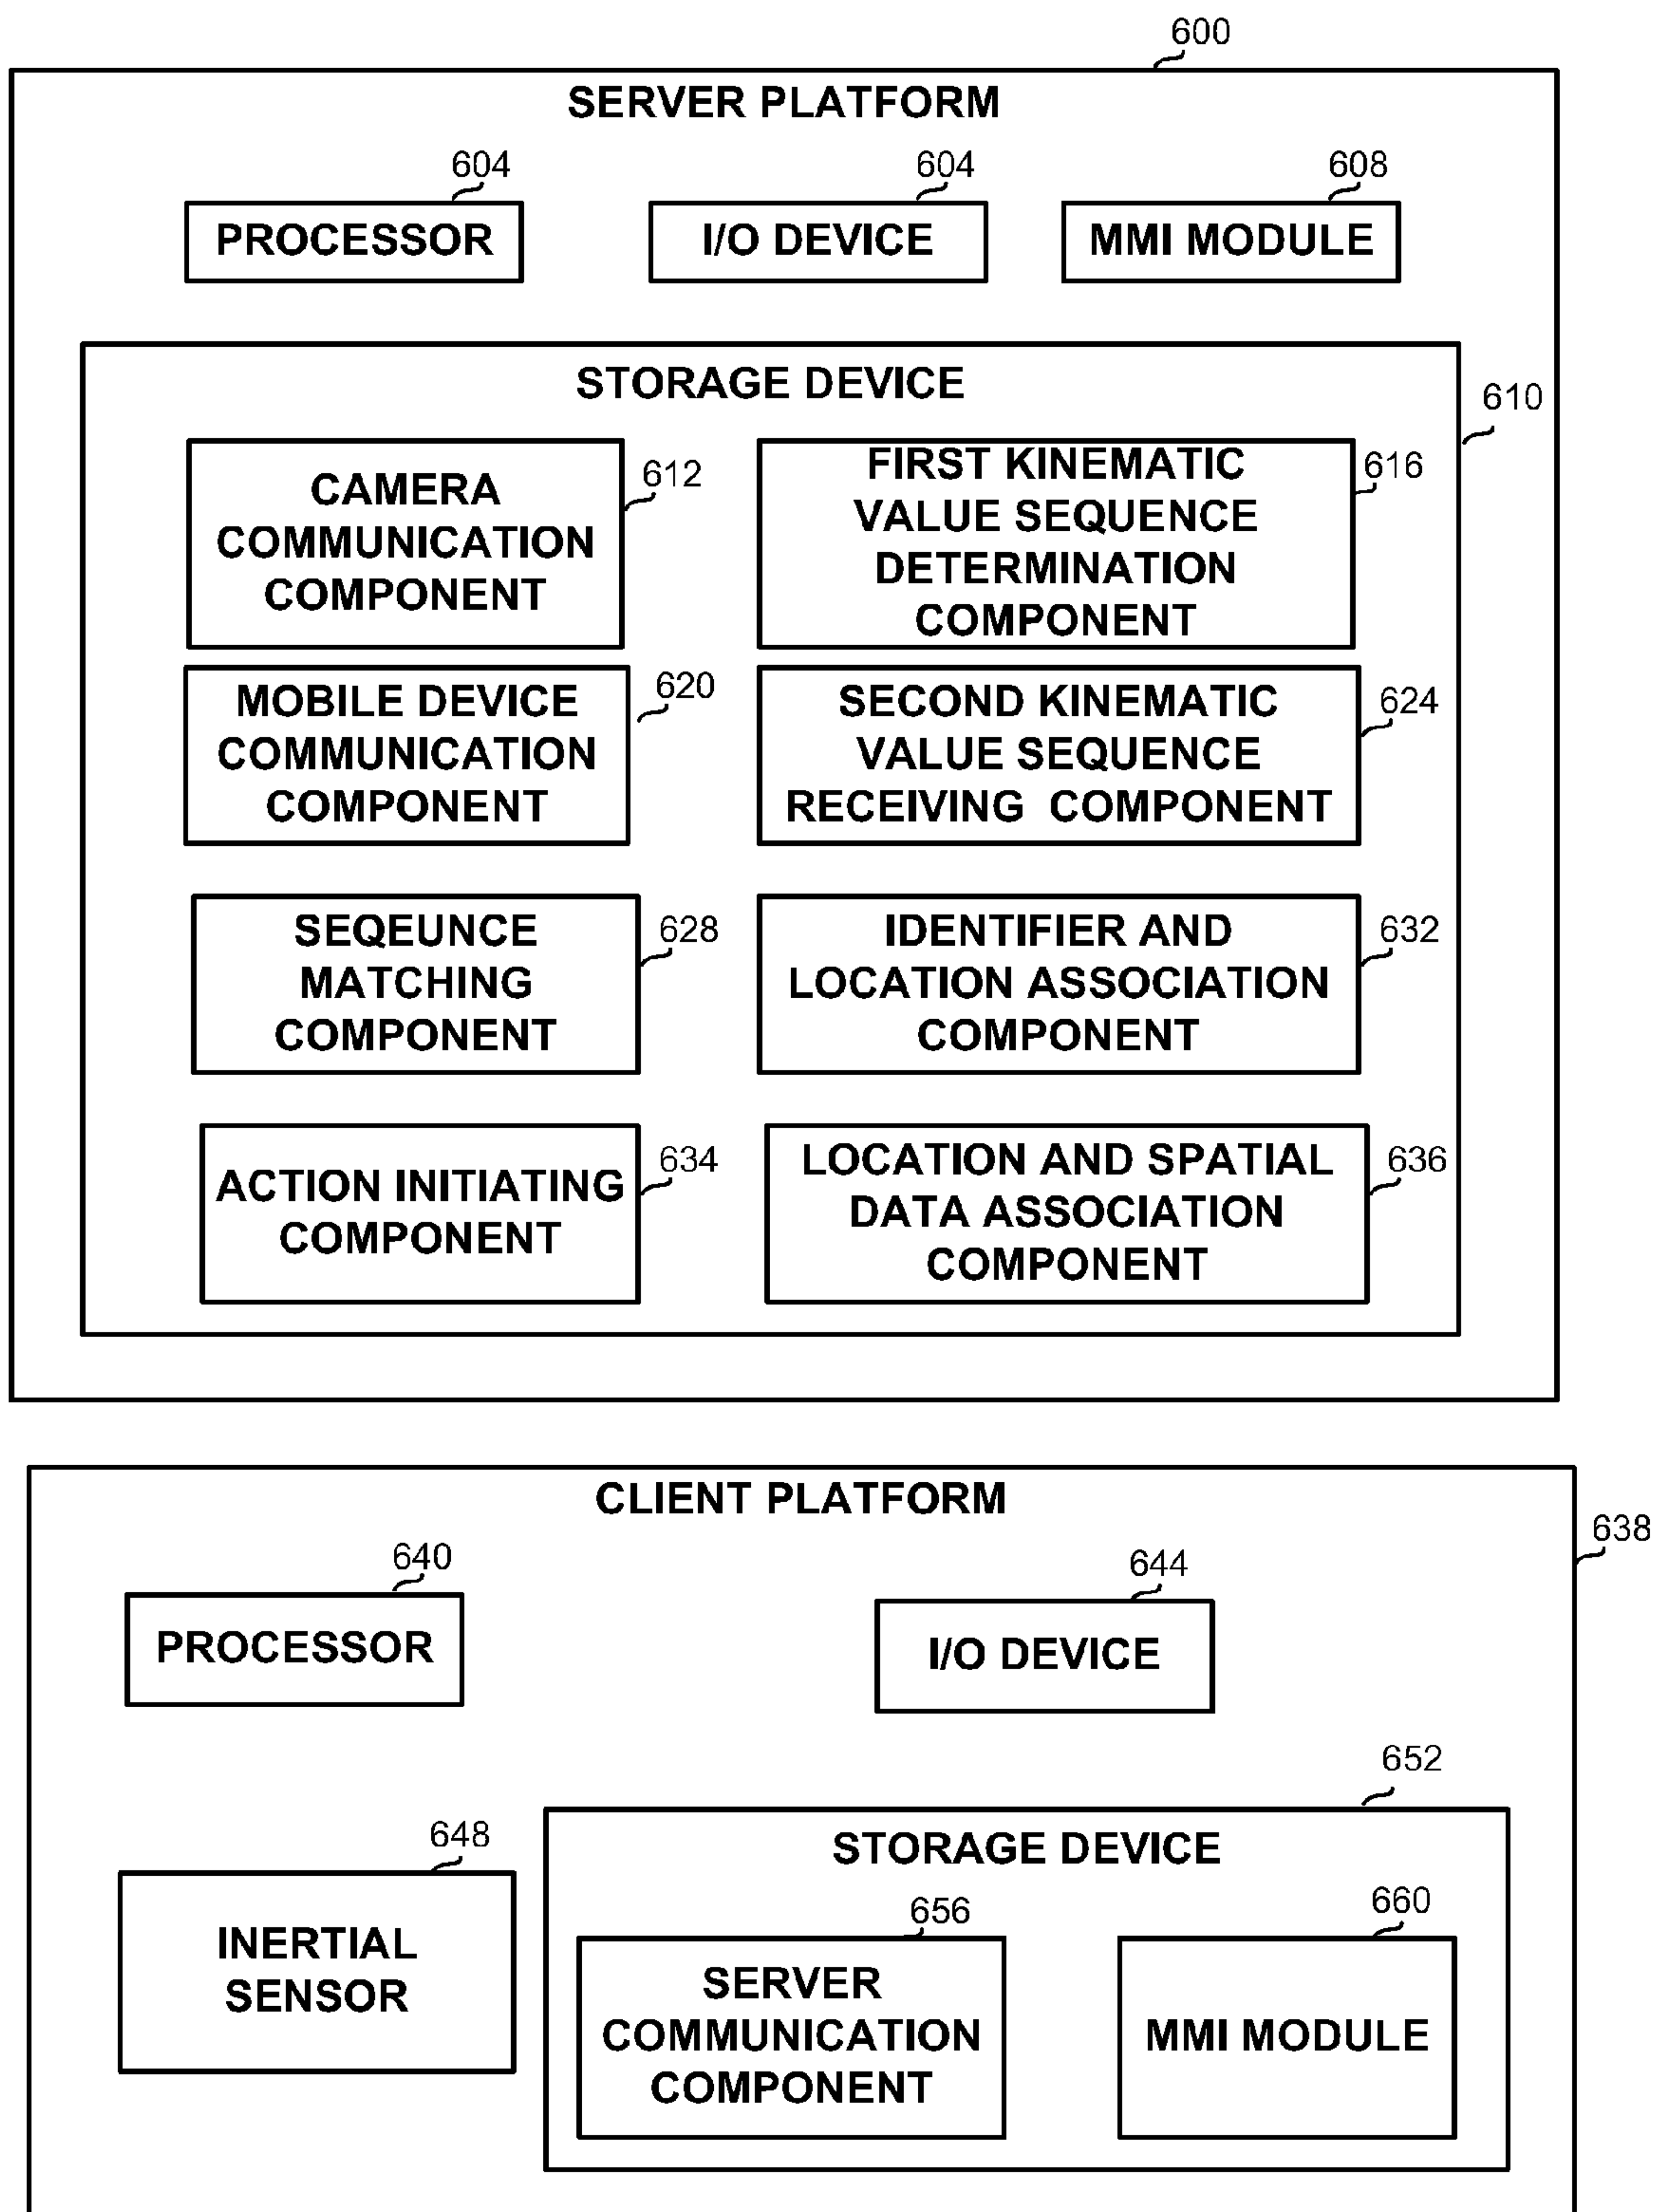 600
SERVER PLATFORM
604
604
608
PROCESSOR
I/O DEVICE
MMI MODULE
STORAGE DEVICE
610
CAMERA
COMMUNICATION
COMPONENT
612
FIRST KINEMATIC
VALUE SEQUENCE
DETERMINATION
COMPONENT
616
MOBILE DEVICE
COMMUNICATION
COMPONENT
620
SECOND KINEMATIC
VALUE SEQUENCE
RECEIVING COMPONENT
624
SEQEUNCE
MATCHING
COMPONENT
628
IDENTIFIER AND
LOCATION ASSOCIATION
COMPONENT
632
ACTION INITIATING
COMPONENT
634
LOCATION AND SPATIAL
DATA ASSOCIATION
COMPONENT
636
CLIENT PLATFORM
638
640
644
PROCESSOR
I/O DEVICE
652
648
INERTIAL
SENSOR
STORAGE DEVICE
656
660
SERVER
COMMUNICATION
COMPONENT
MMI MODULE